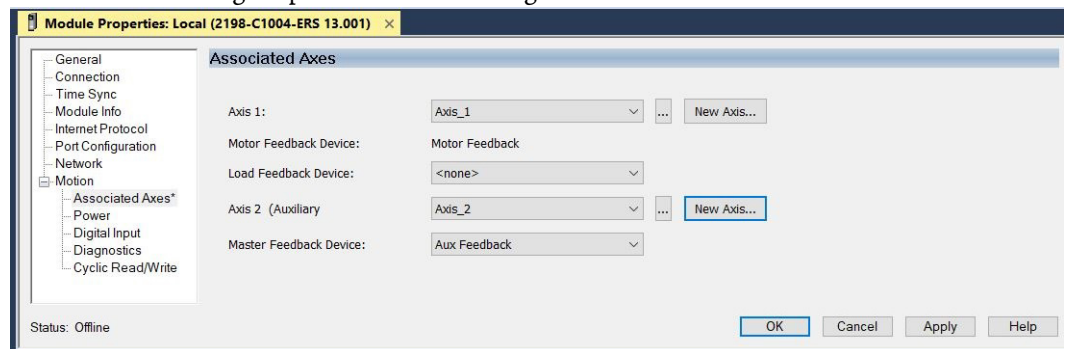 Module Properties: Local (2198-C1004-ERS 13.001) ×
General
Connection
Time Sync
Module Info
Internet Protocol
Port Configuration
Network
Motion
Associated Axes*
Power
Digital Input
Diagnostics
Cyclic Read/Write
Associated Axes
Axis 1: Axis_1 ... New Axis...
Motor Feedback Device: Motor Feedback
Load Feedback Device: <none>
Axis 2 (Auxiliary Axis_2 ... New Axis...
Master Feedback Device: Aux Feedback
Status: Offline
OK Cancel Apply Help